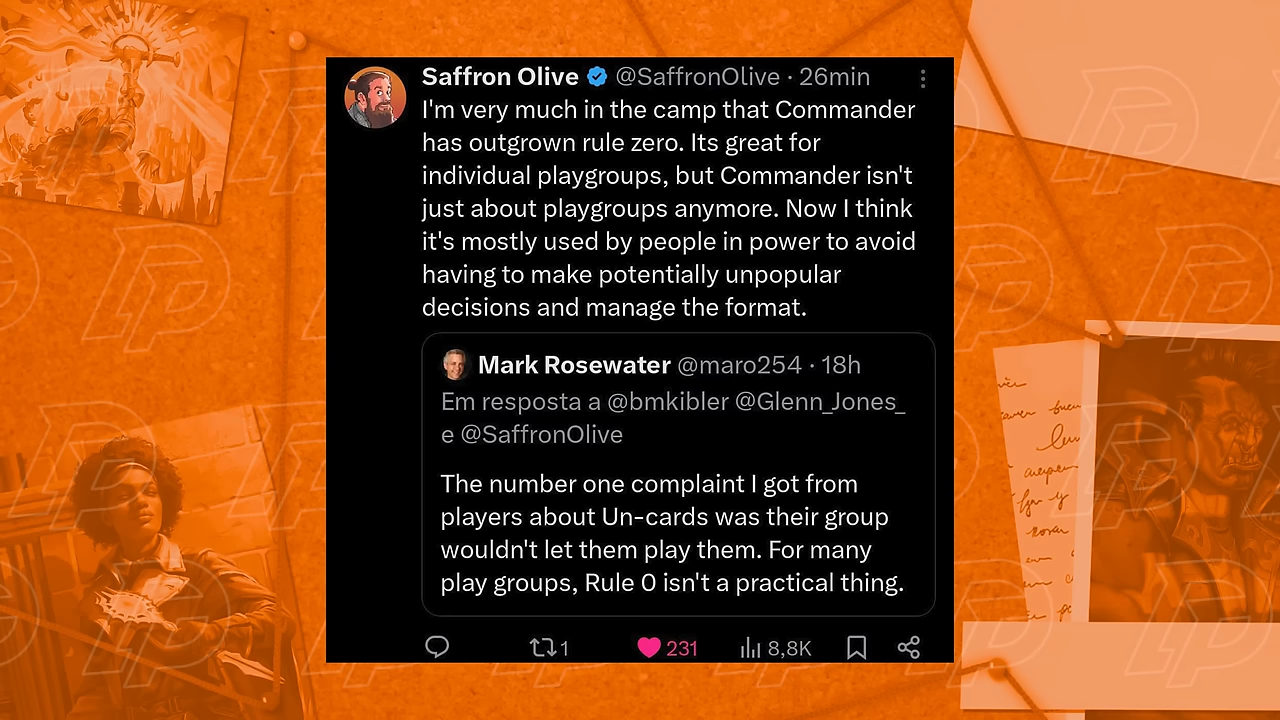 Saffron Olive @SaffronOlive · 26min
I'm very much in the camp that Commander
has outgrown rule zero. Its great for
individual playgroups, but Commander isn't
just about playgroups anymore. Now I think
it's mostly used by people in power to avoid
having to make potentially unpopular
decisions and manage the format.
Mark Rosewater @maro254 · 18h
Em resposta a @bmkibler @Glenn_Jones_
e @SaffronOlive
The number one complaint I got from
players about Un-cards was their group
wouldn't let them play them. For many
play groups, Rule 0 isn't a practical thing.
1 231 8,8K